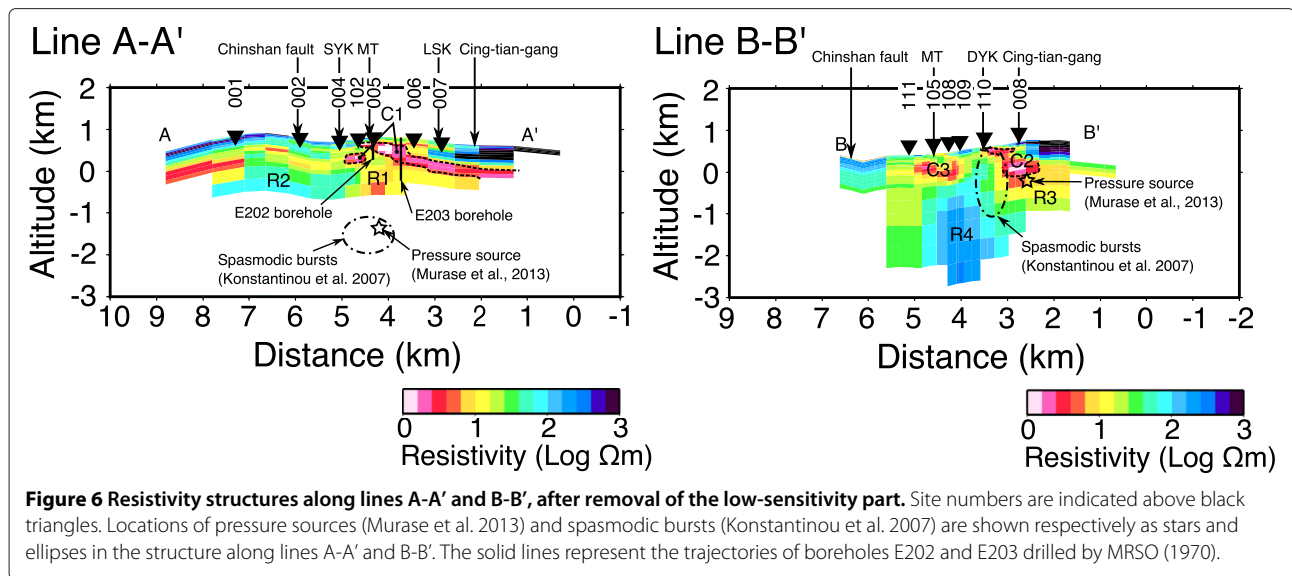 Line A-A'
Chinshan fault SYK MT LSK Cing-tian-gang
001 002 004 102 005 006 007
C1
A A'
R2 R1
E202 borehole E203 borehole
Spasmodic bursts
(Konstantinou et al. 2007)
Pressure source
(Murase et al., 2013)
Altitude (km)
2
1
0
-1
-2
-3
10 9 8 7 6 5 4 3 2 1 0 -1
Distance (km)
0 1 2 3
Resistivity (Log Ωm)
Line B-B'
Chinshan fault MT DYK Cing-tian-gang
111 105 108 109 110 008
B B'
C3 C2
R3
R4
Pressure source
(Murase et al., 2013)
Spasmodic bursts
(Konstantinou et al. 2007)
Altitude (km)
2
1
0
-1
-2
-3
9 8 7 6 5 4 3 2 1 0 -1 -2
Distance (km)
0 1 2 3
Resistivity (Log Ωm)
Figure 6 Resistivity structures along lines A-A′ and B-B′, after removal of the low-sensitivity part. Site numbers are indicated above black
triangles. Locations of pressure sources (Murase et al. 2013) and spasmodic bursts (Konstantinou et al. 2007) are shown respectively as stars and
ellipses in the structure along lines A-A′ and B-B′. The solid lines represent the trajectories of boreholes E202 and E203 drilled by MRSO (1970).